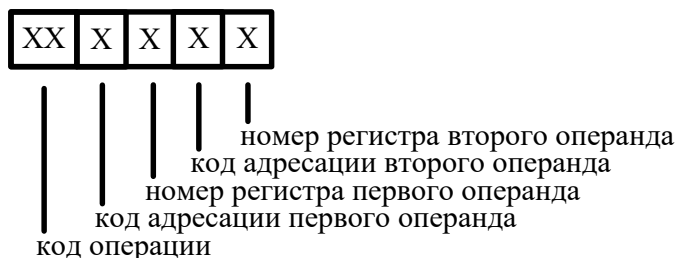 XX X X X X
номер регистра второго операнда
код адресации второго операнда
номер регистра первого операнда
код адресации первого операнда
код операции